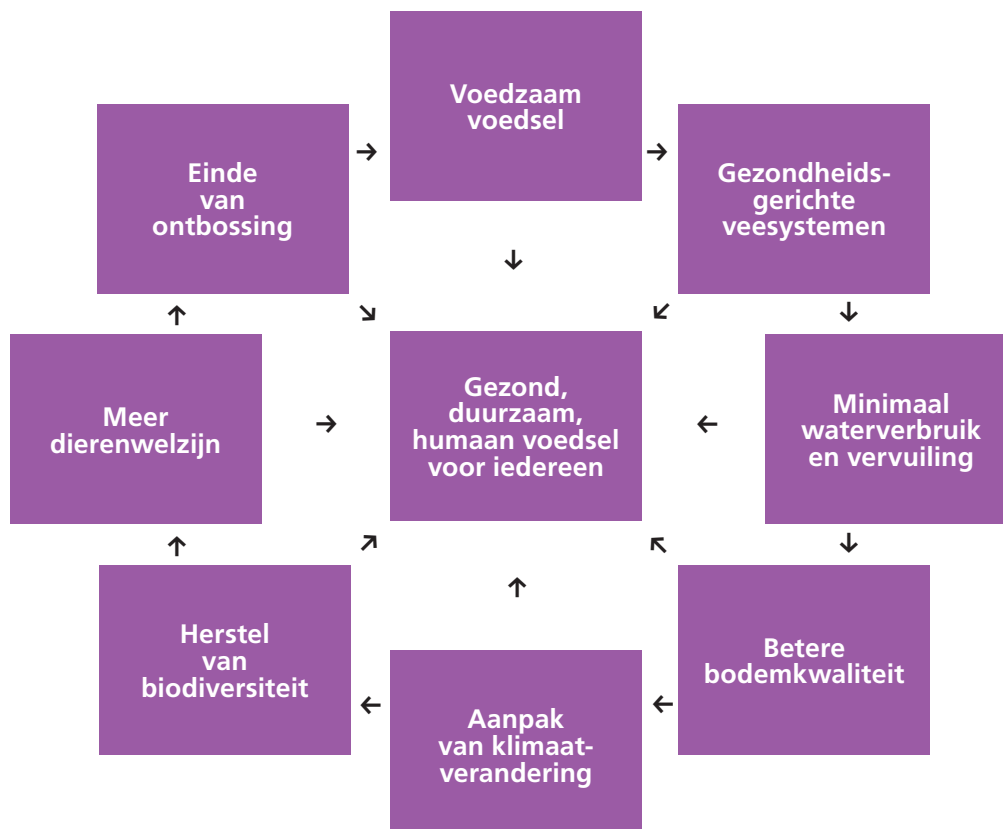 Voedzaam
voedsel
Einde
van
ontbossing
Gezondheids-
gerichte
veesystemen
Meer
dierenwelzijn
Gezond,
duurzaam,
humaan voedsel
voor iedereen
Minimaal
waterverbruik
en vervuiling
Herstel
van
biodiversiteit
Aanpak
van klimaat-
verandering
Betere
bodemkwaliteit